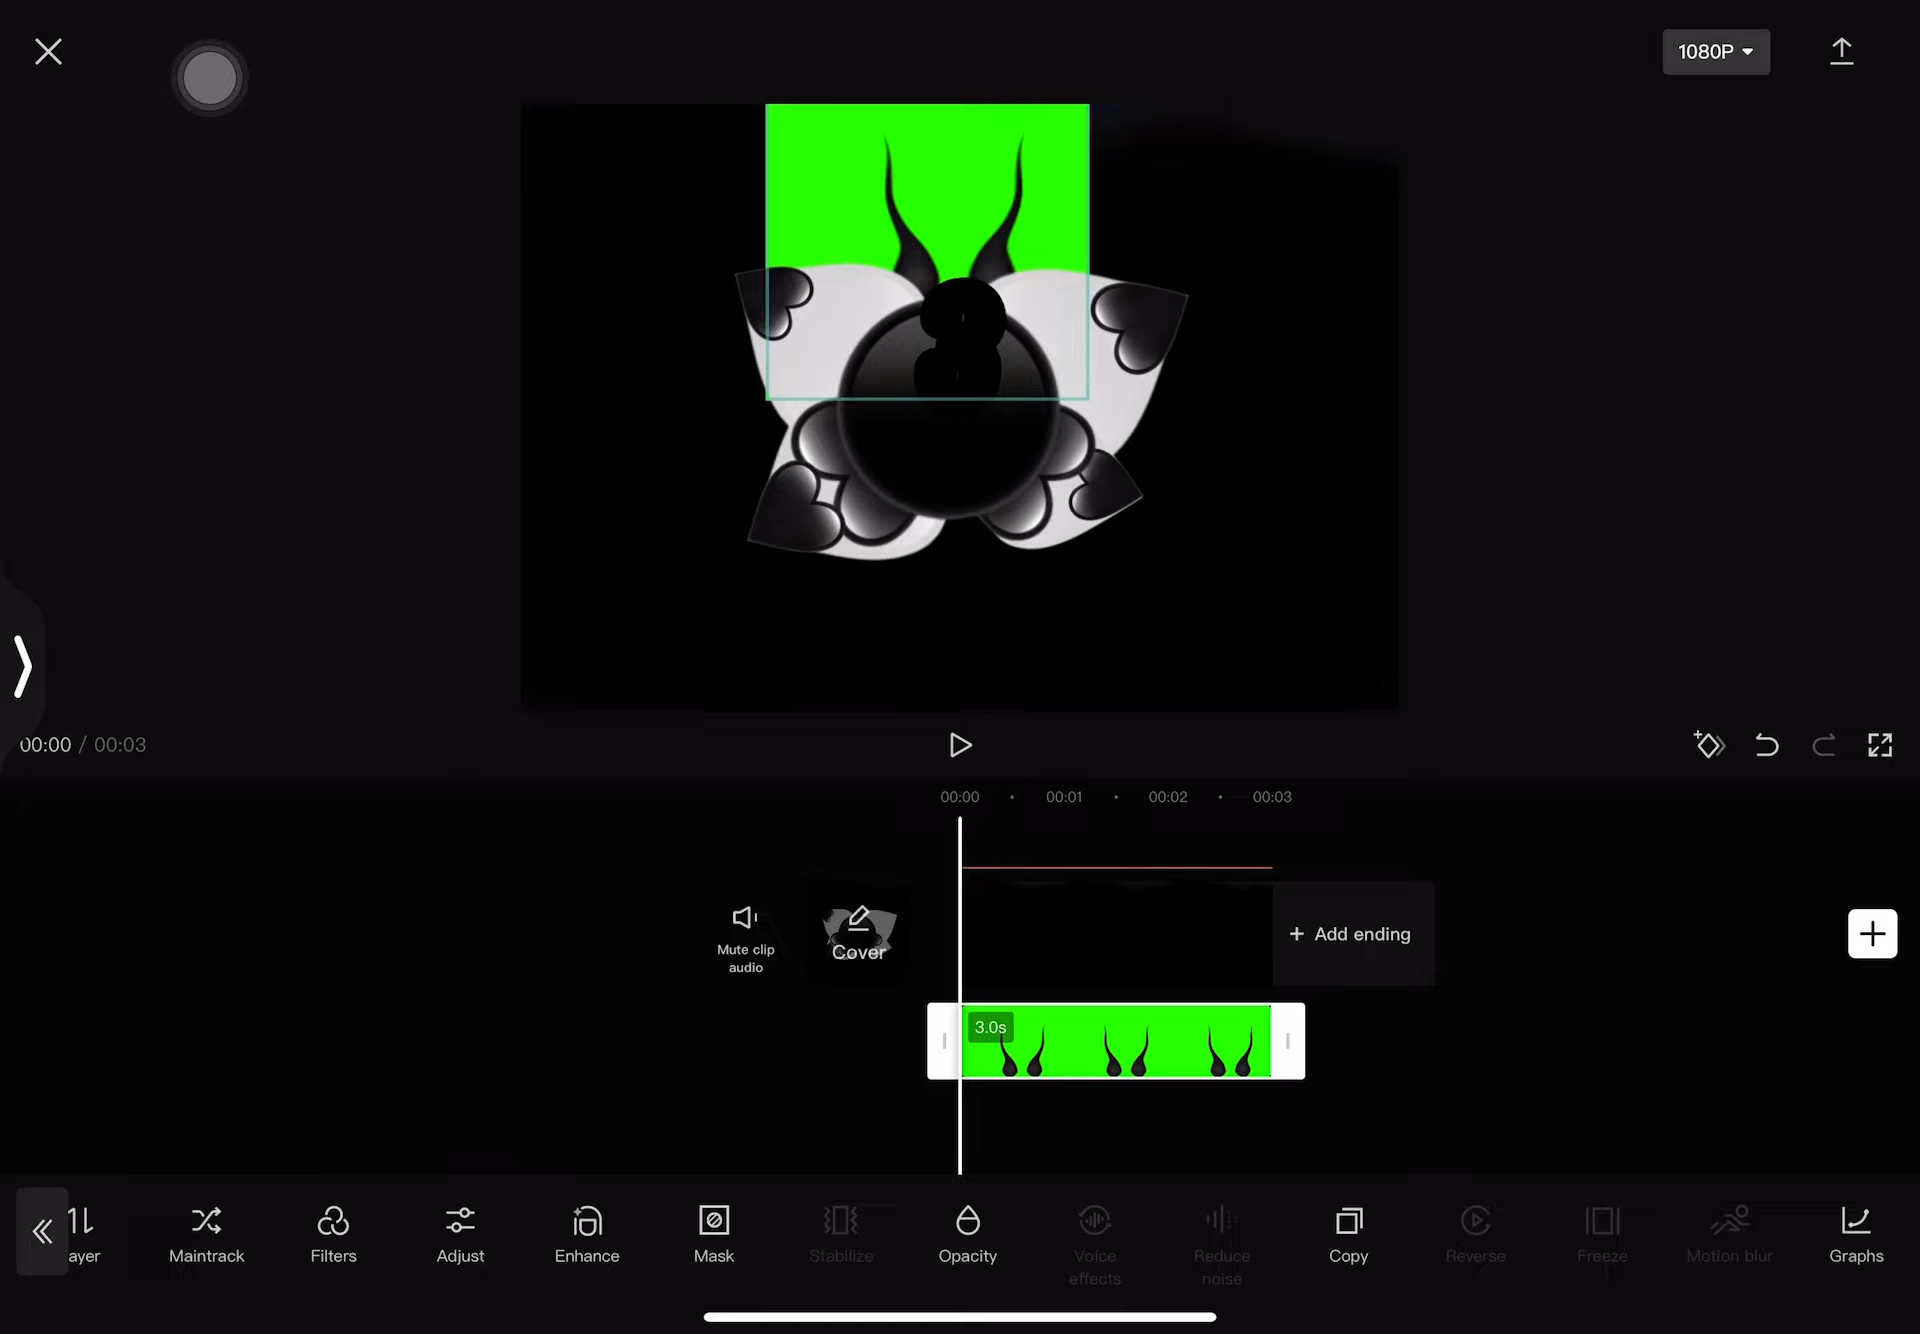 1080P
00:00 / 00:03
00:00 00:01 00:02 00:03
Mute clip
audio
Cover
+ Add ending
3.0s
ayer
Maintrack
Filters
Adjust
Enhance
Mask
Stabilize
Opacity
Voice
effects
Reduce
noise
Copy
Reverse
Freeze
Motion blur
Graphs